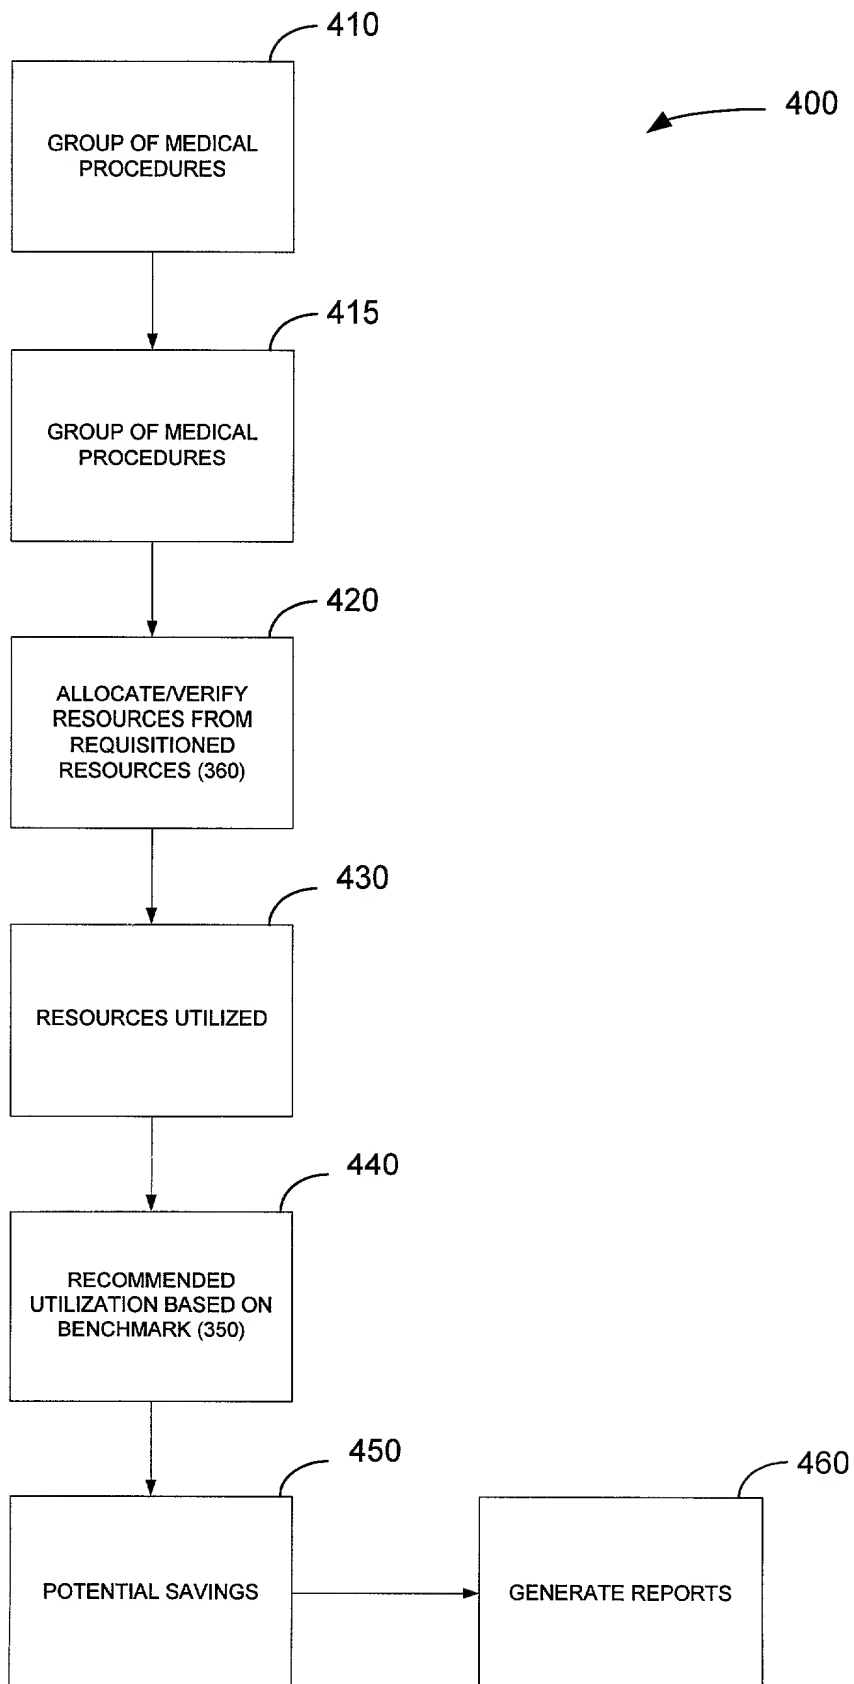 410
400
GROUP OF MEDICAL
PROCEDURES
415
GROUP OF MEDICAL
PROCEDURES
420
ALLOCATE/VERIFY
RESOURCES FROM
REQUISITIONED
RESOURCES (360)
430
RESOURCES UTILIZED
440
RECOMMENDED
UTILIZATION BASED ON
BENCHMARK (350)
450
460
POTENTIAL SAVINGS
GENERATE REPORTS